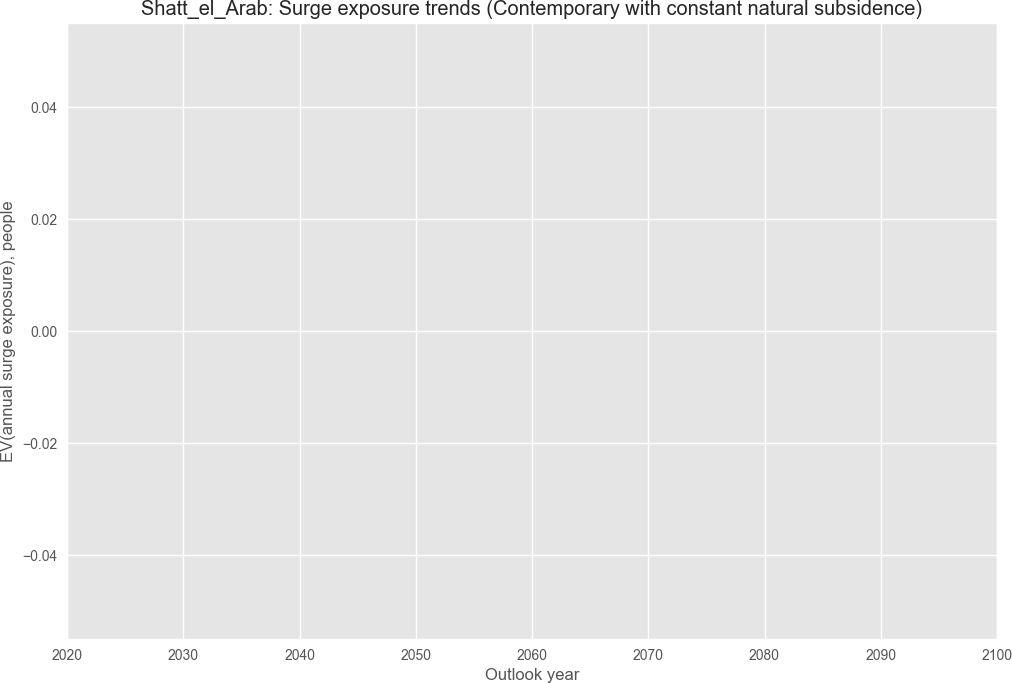 Shatt_el_Arab: Surge exposure trends (Contemporary with constant natural subsidence)
EV(annual surge exposure), people
0.04
0.02
0.00
−0.02
−0.04
2020 2030 2040 2050 2060 2070 2080 2090 2100
Outlook year